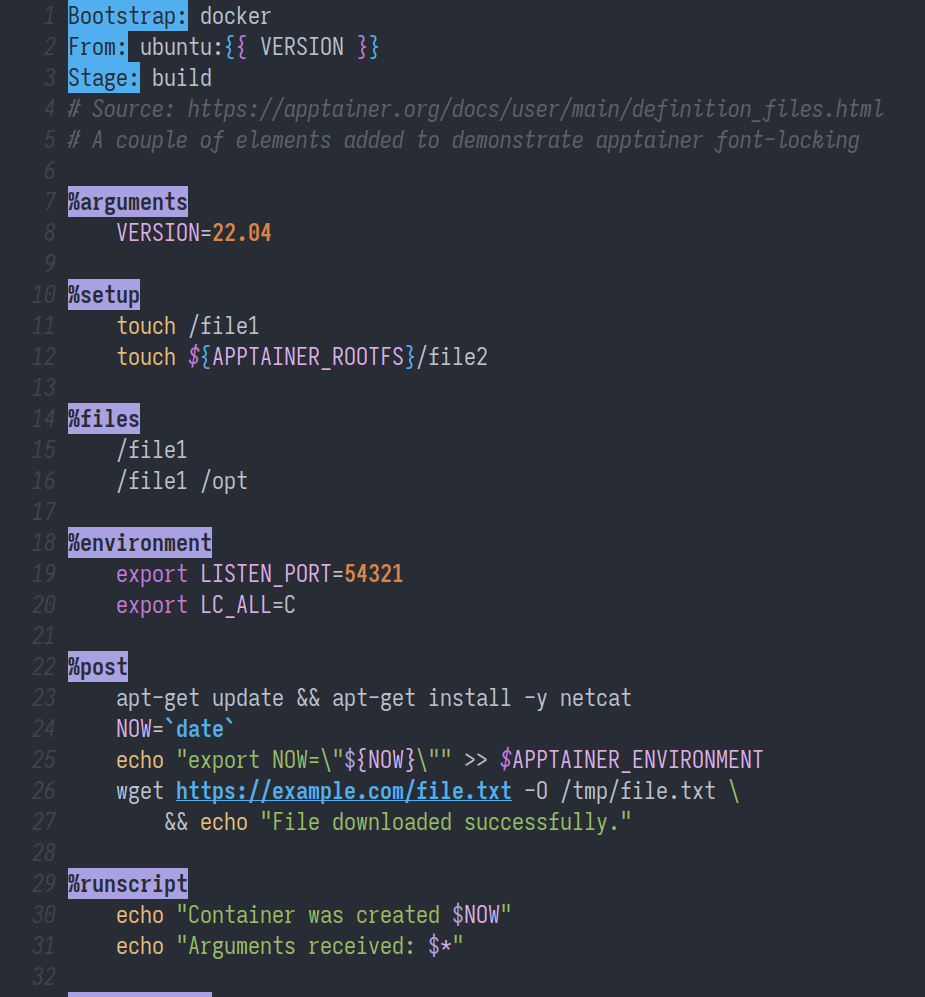 1 Bootstrap: docker
2 From: ubuntu:{{ VERSION }}
3 Stage: build
4 # Source: https://apptainer.org/docs/user/main/definition_files.html
5 # A couple of elements added to demonstrate apptainer font-locking
6
7 %arguments
8     VERSION=22.04
9
10 %setup
11     touch /file1
12     touch ${APPTAINER_ROOTFS}/file2
13
14 %files
15     /file1
16     /file1 /opt
17
18 %environment
19     export LISTEN_PORT=54321
20     export LC_ALL=C
21
22 %post
23     apt-get update && apt-get install -y netcat
24     NOW=`date`
25     echo "export NOW=\"${NOW}\"" >> $APPTAINER_ENVIRONMENT
26     wget https://example.com/file.txt -O /tmp/file.txt \
27         && echo "File downloaded successfully."
28
29 %runscript
30     echo "Container was created $NOW"
31     echo "Arguments received: $*"
32